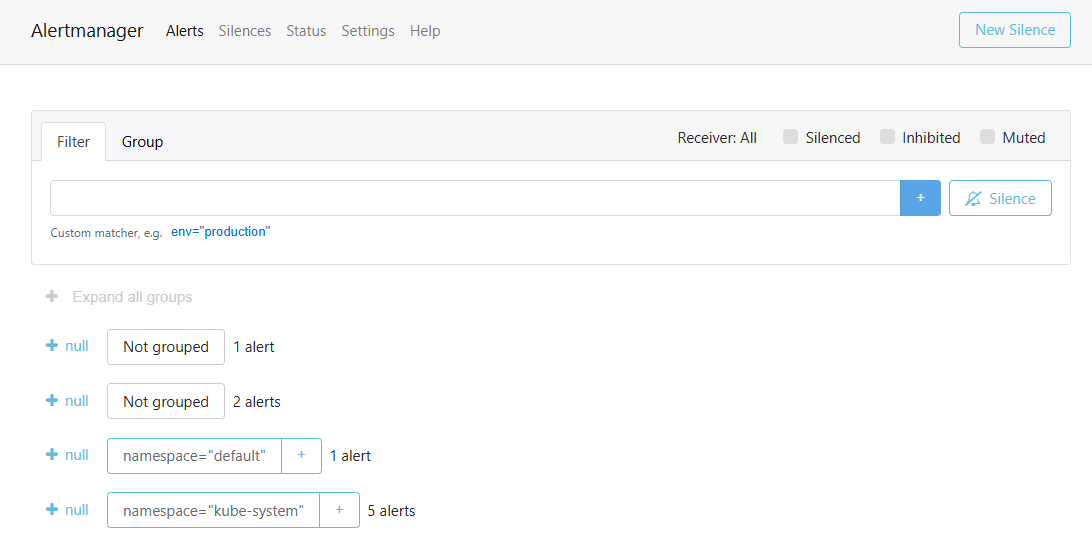 Alertmanager Alerts Silences Status Settings Help New Silence
Filter Group Receiver: All Silenced Inhibited Muted
+ Silence
Custom matcher, e.g. env="production"
+ Expand all groups
+ null Not grouped 1 alert
+ null Not grouped 2 alerts
+ null namespace="default" + 1 alert
+ null namespace="kube-system" + 5 alerts